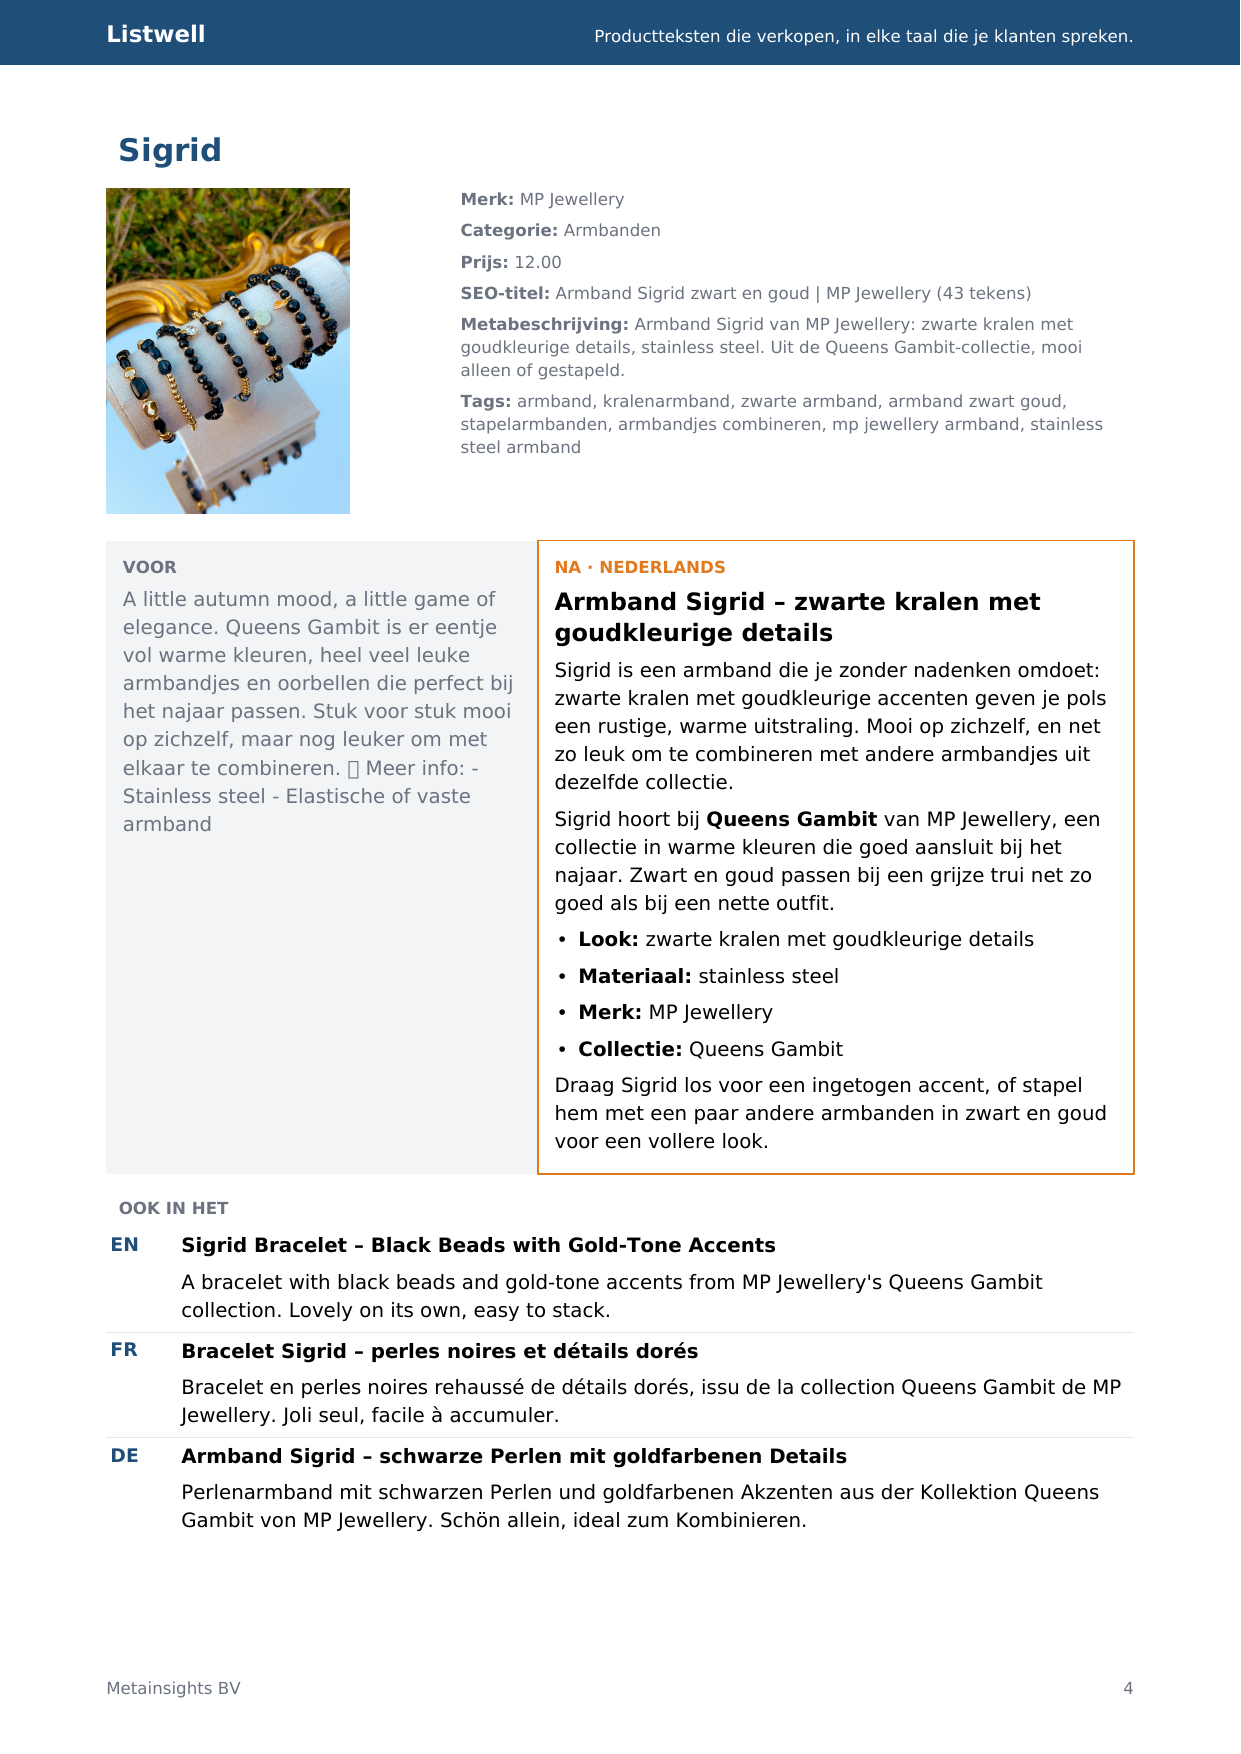 Listwell
Productteksten die verkopen, in elke taal die je klanten spreken.
Sigrid
Merk: MP Jewellery
Categorie: Armbanden
Prijs: 12.00
SEO-titel: Armband Sigrid zwart en goud | MP Jewellery (43 tekens)
Metabeschrijving: Armband Sigrid van MP Jewellery: zwarte kralen met
goudkleurige details, stainless steel. Uit de Queens Gambit-collectie, mooi
alleen of gestapeld.
Tags: armband, kralenarmband, zwarte armband, armband zwart goud,
stapelarmbanden, armbandjes combineren, mp jewellery armband, stainless
steel armband
VOOR
A little autumn mood, a little game of
elegance. Queens Gambit is er eentje
vol warme kleuren, heel veel leuke
armbandjes en oorbellen die perfect bij
het najaar passen. Stuk voor stuk mooi
op zichzelf, maar nog leuker om met
elkaar te combineren. Meer info: -
Stainless steel - Elastische of vaste
armband
NA · NEDERLANDS
Armband Sigrid – zwarte kralen met
goudkleurige details
Sigrid is een armband die je zonder nadenken omdoet:
zwarte kralen met goudkleurige accenten geven je pols
een rustige, warme uitstraling. Mooi op zichzelf, en net
zo leuk om te combineren met andere armbandjes uit
dezelfde collectie.
Sigrid hoort bij Queens Gambit van MP Jewellery, een
collectie in warme kleuren die goed aansluit bij het
najaar. Zwart en goud passen bij een grijze trui net zo
goed als bij een nette outfit.
• Look: zwarte kralen met goudkleurige details
• Materiaal: stainless steel
• Merk: MP Jewellery
• Collectie: Queens Gambit
Draag Sigrid los voor een ingetogen accent, of stapel
hem met een paar andere armbanden in zwart en goud
voor een vollere look.
OOK IN HET
EN
Sigrid Bracelet – Black Beads with Gold-Tone Accents
A bracelet with black beads and gold-tone accents from MP Jewellery's Queens Gambit
collection. Lovely on its own, easy to stack.
FR
Bracelet Sigrid – perles noires et détails dorés
Bracelet en perles noires rehaussé de détails dorés, issu de la collection Queens Gambit de MP
Jewellery. Joli seul, facile à accumuler.
DE
Armband Sigrid – schwarze Perlen mit goldfarbenen Details
Perlenarmband mit schwarzen Perlen und goldfarbenen Akzenten aus der Kollektion Queens
Gambit von MP Jewellery. Schön allein, ideal zum Kombinieren.
Metainsights BV
4